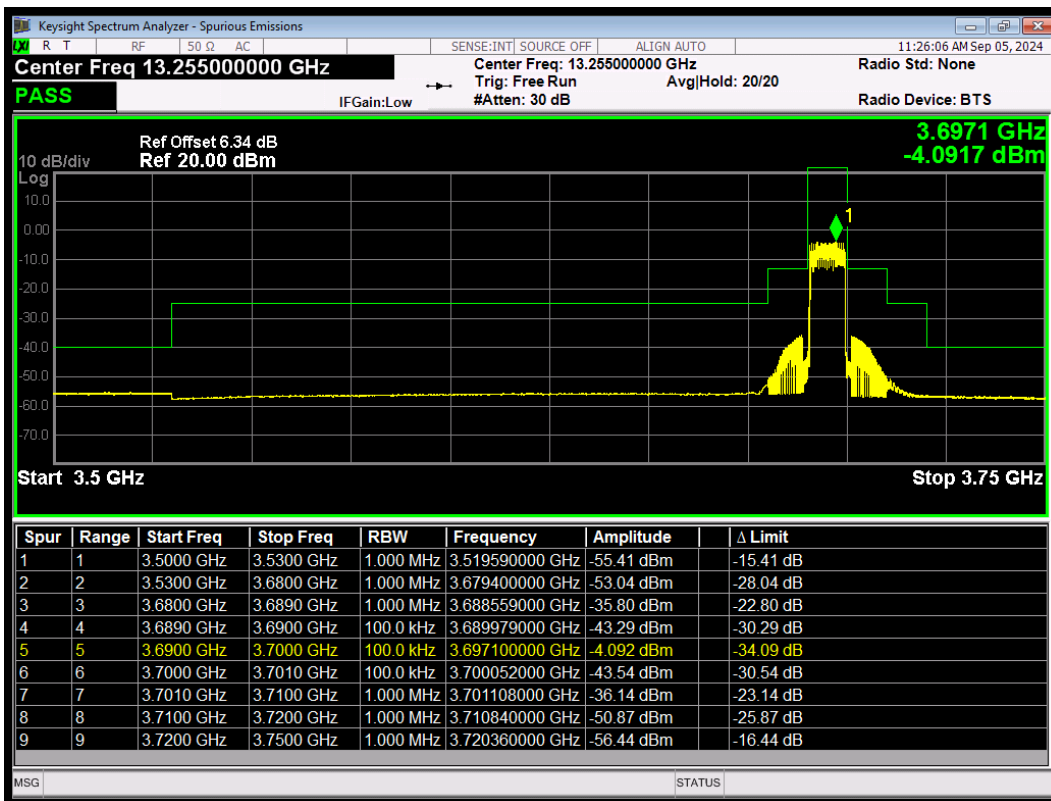 Keysight Spectrum Analyzer - Spurious Emissions
LXI R T RF 50 Ω AC SENSE:INT SOURCE OFF ALIGN AUTO 11:26:06 AM Sep 05, 2024
Center Freq 13.255000000 GHz Center Freq: 13.255000000 GHz Radio Std: None
Trig: Free Run Avg|Hold: 20/20
PASS IFGain:Low #Atten: 30 dB Radio Device: BTS
3.6971 GHz
-4.0917 dBm
Ref Offset 6.34 dB
10 dB/div Ref 20.00 dBm
Log
10.0
1
0.00
-10.0
-20.0
-30.0
-40.0
-50.0
-60.0
-70.0
Start 3.5 GHz Stop 3.75 GHz
Spur Range Start Freq Stop Freq RBW Frequency Amplitude Δ Limit
1 1 3.5000 GHz 3.5300 GHz 1.000 MHz 3.519590000 GHz -55.41 dBm -15.41 dB
2 2 3.5300 GHz 3.6800 GHz 1.000 MHz 3.679400000 GHz -53.04 dBm -28.04 dB
3 3 3.6800 GHz 3.6890 GHz 1.000 MHz 3.688559000 GHz -35.80 dBm -22.80 dB
4 4 3.6890 GHz 3.6900 GHz 100.0 kHz 3.689979000 GHz -43.29 dBm -30.29 dB
5 5 3.6900 GHz 3.7000 GHz 100.0 kHz 3.697100000 GHz -4.092 dBm -34.09 dB
6 6 3.7000 GHz 3.7010 GHz 100.0 kHz 3.700052000 GHz -43.54 dBm -30.54 dB
7 7 3.7010 GHz 3.7100 GHz 1.000 MHz 3.701108000 GHz -36.14 dBm -23.14 dB
8 8 3.7100 GHz 3.7200 GHz 1.000 MHz 3.710840000 GHz -50.87 dBm -25.87 dB
9 9 3.7200 GHz 3.7500 GHz 1.000 MHz 3.720360000 GHz -56.44 dBm -16.44 dB
MSG STATUS